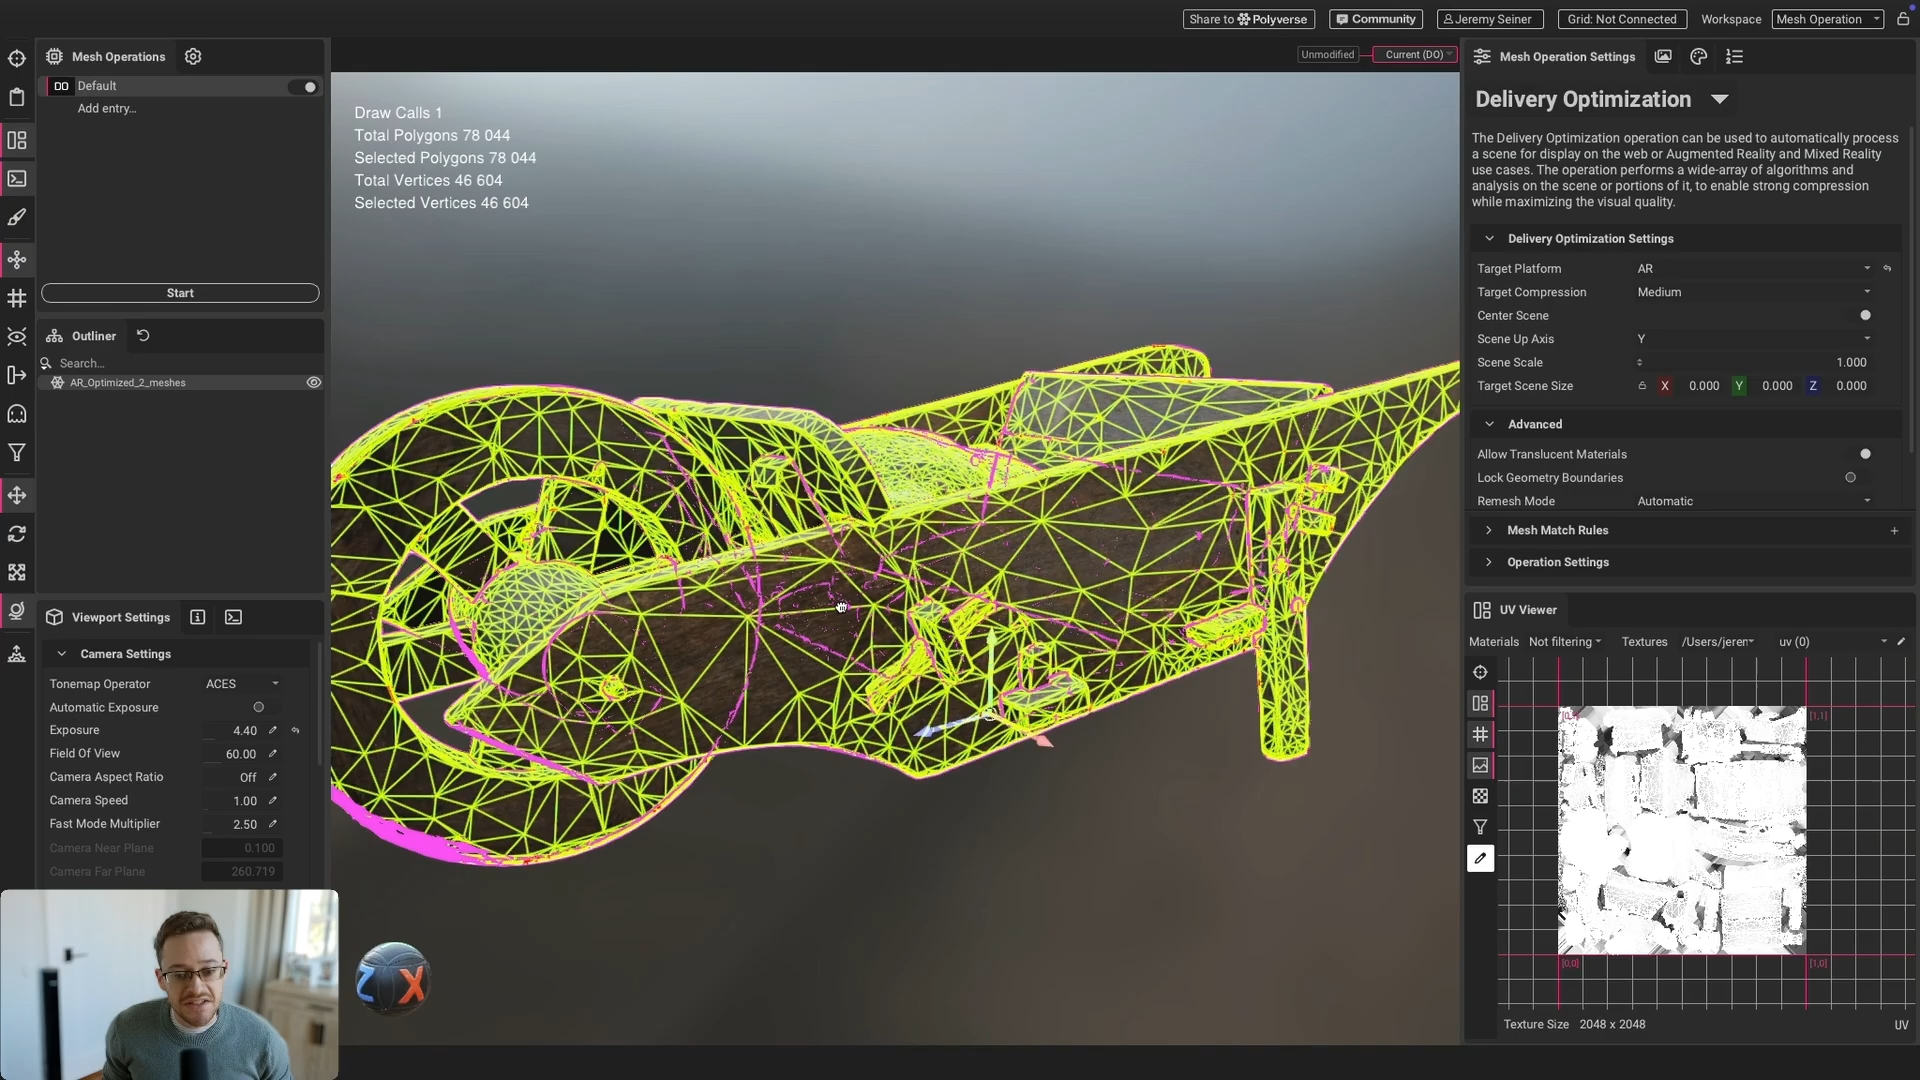 Share to Polyverse
Community
Jeremy Seiner
Grid: Not Connected
Workspace
Mesh Operation
Mesh Operations
DO
Default
Add entry...
Start
Outliner
Search...
AR_Optimized_2_meshes
Viewport Settings
Camera Settings
Tonemap Operator ACES
Automatic Exposure
Exposure 4.40
Field Of View 60.00
Camera Aspect Ratio Off
Camera Speed 1.00
Fast Mode Multiplier 2.50
Camera Near Plane 0.100
Camera Far Plane 260.719
Unmodified
Current (DO)
Draw Calls 1
Total Polygons 78 044
Selected Polygons 78 044
Total Vertices 46 604
Selected Vertices 46 604
Z X
Mesh Operation Settings
Delivery Optimization
The Delivery Optimization operation can be used to automatically process
a scene for display on the web or Augmented Reality and Mixed Reality
use cases. The operation performs a wide-array of algorithms and
analysis on the scene or portions of it, to enable strong compression
while maximizing the visual quality.
Delivery Optimization Settings
Target Platform AR
Target Compression Medium
Center Scene
Scene Up Axis Y
Scene Scale 1.000
Target Scene Size X 0.000 Y 0.000 Z 0.000
Advanced
Allow Translucent Materials
Lock Geometry Boundaries
Remesh Mode Automatic
Mesh Match Rules
Operation Settings
UV Viewer
Materials Not filtering Textures /Users/jeren uv (0)
[1,1]
[0,0]
[1,0]
Texture Size 2048 x 2048
UV